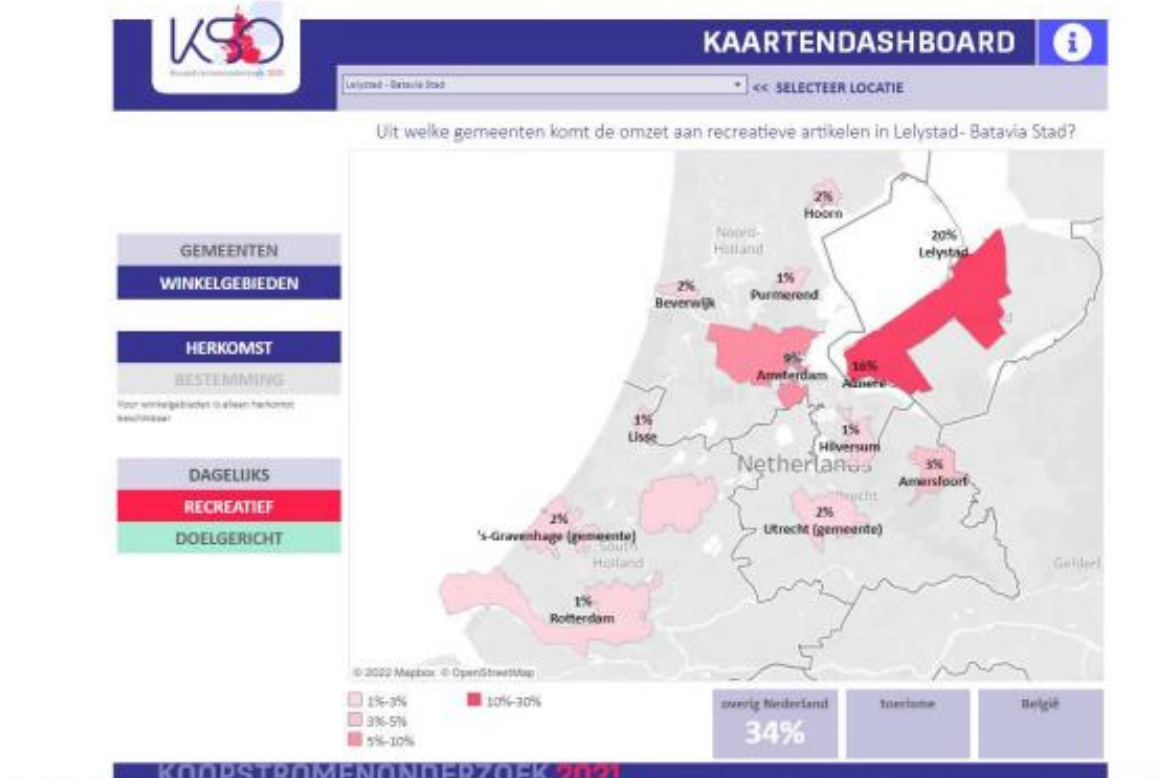 KSO
Koopstromenonderzoek 2021
KAARTENDASHBOARD
i
Lelystad - Batavia Stad
<< SELECTEER LOCATIE
Uit welke gemeenten komt de omzet aan recreatieve artikelen in Lelystad- Batavia Stad?
GEMEENTEN
WINKELGEBIEDEN
HERKOMST
BESTEMMING
Voor winkelgebieden is alleen herkomst
beschikbaar
DAGELIJKS
RECREATIEF
DOELGERICHT
2%
Hoorn
Noord-
Holland
20%
Lelystad
2%
Beverwijk
1%
Purmerend
9%
Amsterdam
16%
Almere
1%
Lisse
1%
Hilversum
Netherlands
3%
Amersfoort
2%
Utrecht (gemeente)
2%
's-Gravenhage (gemeente)
South
Holland
1%
Rotterdam
© 2022 Mapbox © OpenStreetMap
1%-3%
3%-5%
5%-10%
10%-30%
overig Nederland
34%
toerisme
België
KOOPSTROMENONDERZOEK 2021